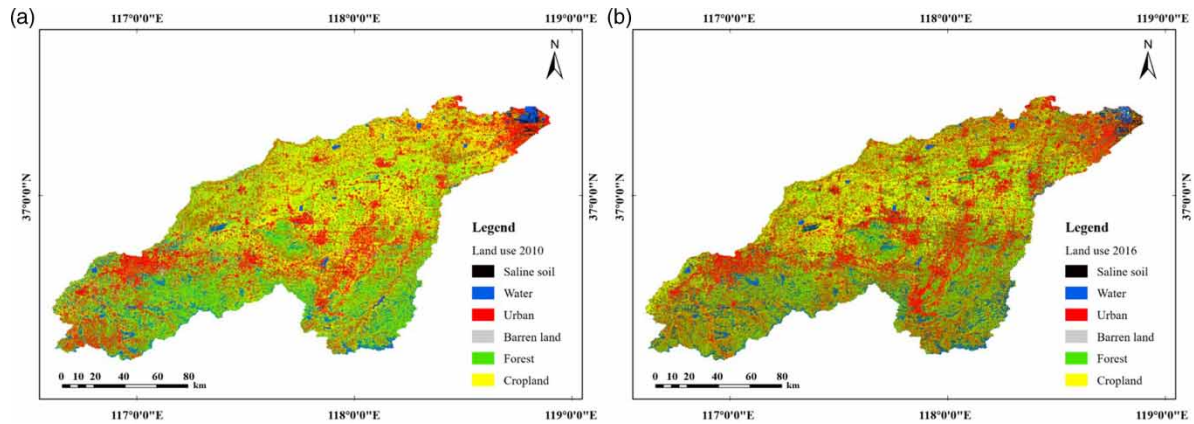 (a)
117°0'0"E 118°0'0"E 119°0'0"E
N
37°0'0"N
37°0'0"N
Legend
Land use 2010
Saline soil
Water
Urban
Barren land
Forest
Cropland
0 10 20 40 60 80
km
117°0'0"E 118°0'0"E 119°0'0"E
(b)
117°0'0"E 118°0'0"E 119°0'0"E
N
37°0'0"N
Legend
Land use 2016
Saline soil
Water
Urban
Barren land
Forest
Cropland
0 10 20 40 60 80
km
117°0'0"E 118°0'0"E 119°0'0"E